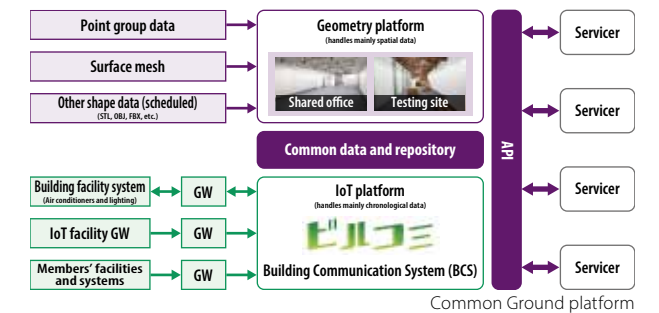 Point group data
Surface mesh
Other shape data (scheduled)
(STL, OBJ, FBX, etc.)
Geometry platform
(handles mainly spatial data)
Shared office
Testing site
Common data and repository
Building facility system
(Air conditioners and lighting)
GW
IoT facility GW
GW
Members' facilities
and systems
GW
IoT platform
(handles mainly chronological data)
ビルコミ
Building Communication System (BCS)
API
Servicer
Servicer
Servicer
Servicer
Common Ground platform